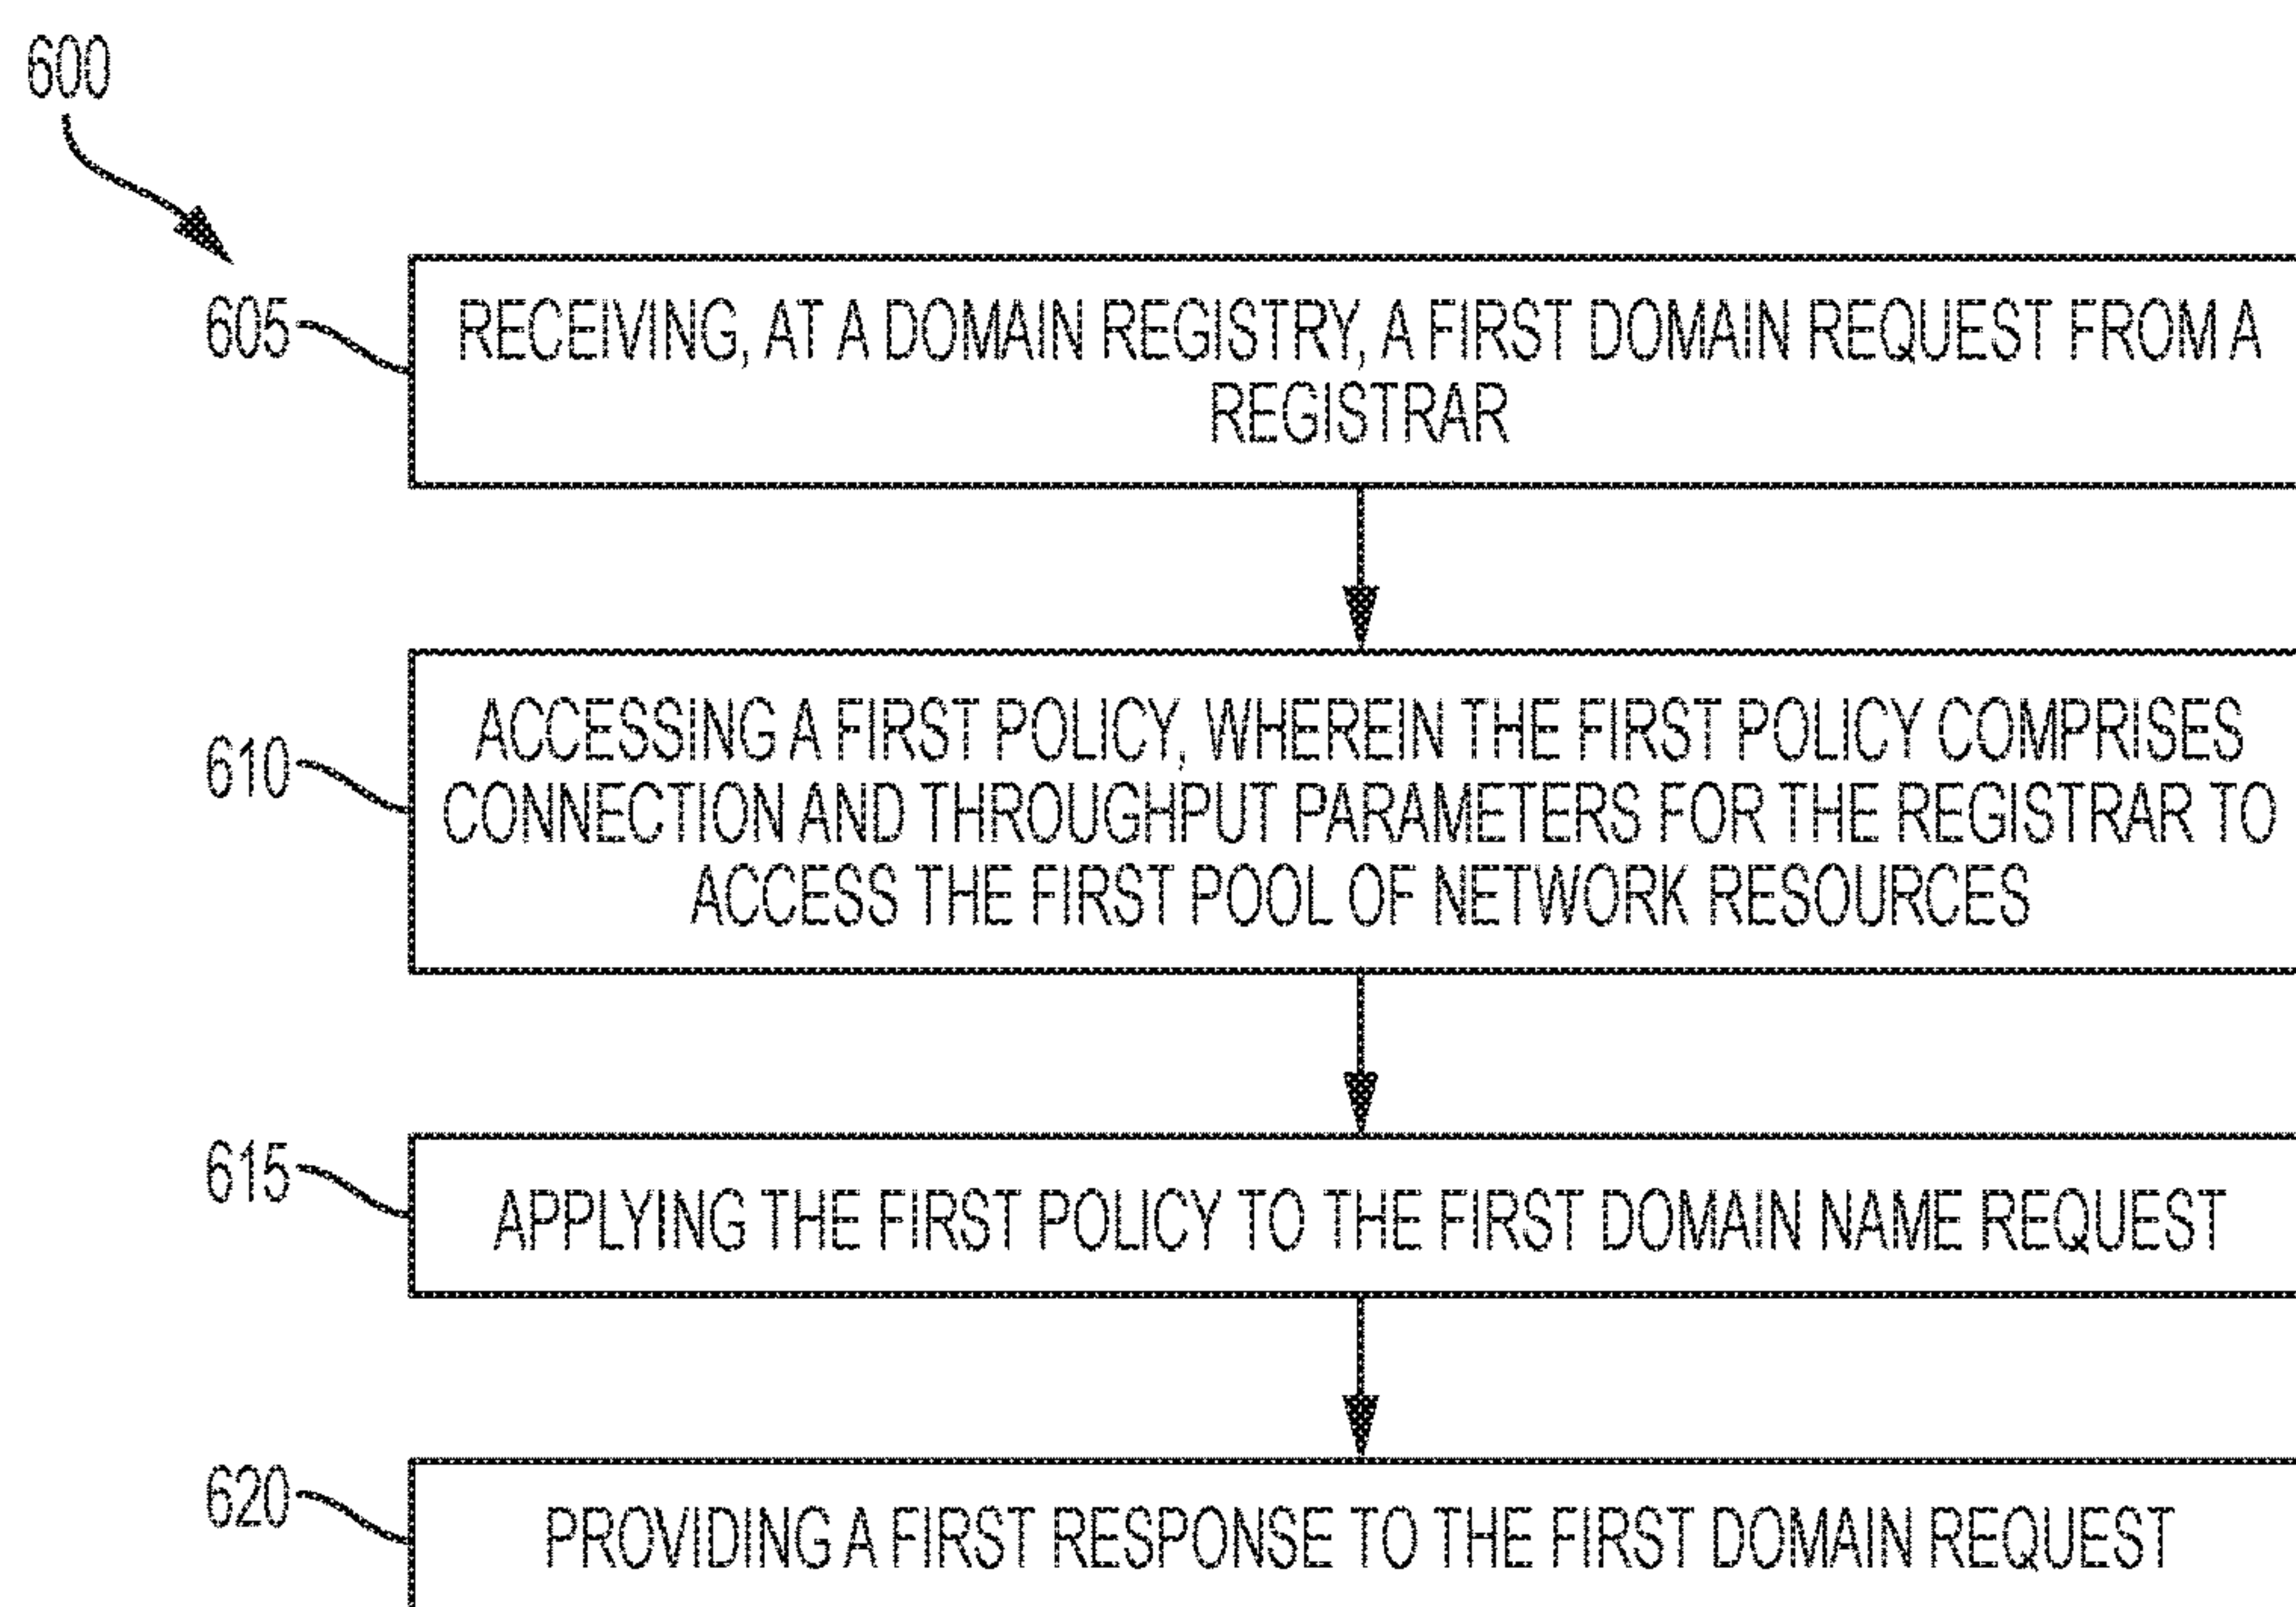 600
605
RECEIVING, AT A DOMAIN REGISTRY, A FIRST DOMAIN REQUEST FROM A
REGISTRAR
610
ACCESSING A FIRST POLICY, WHEREIN THE FIRST POLICY COMPRISES
CONNECTION AND THROUGHPUT PARAMETERS FOR THE REGISTRAR TO
ACCESS THE FIRST POOL OF NETWORK RESOURCES
615
APPLYING THE FIRST POLICY TO THE FIRST DOMAIN NAME REQUEST
620
PROVIDING A FIRST RESPONSE TO THE FIRST DOMAIN REQUEST